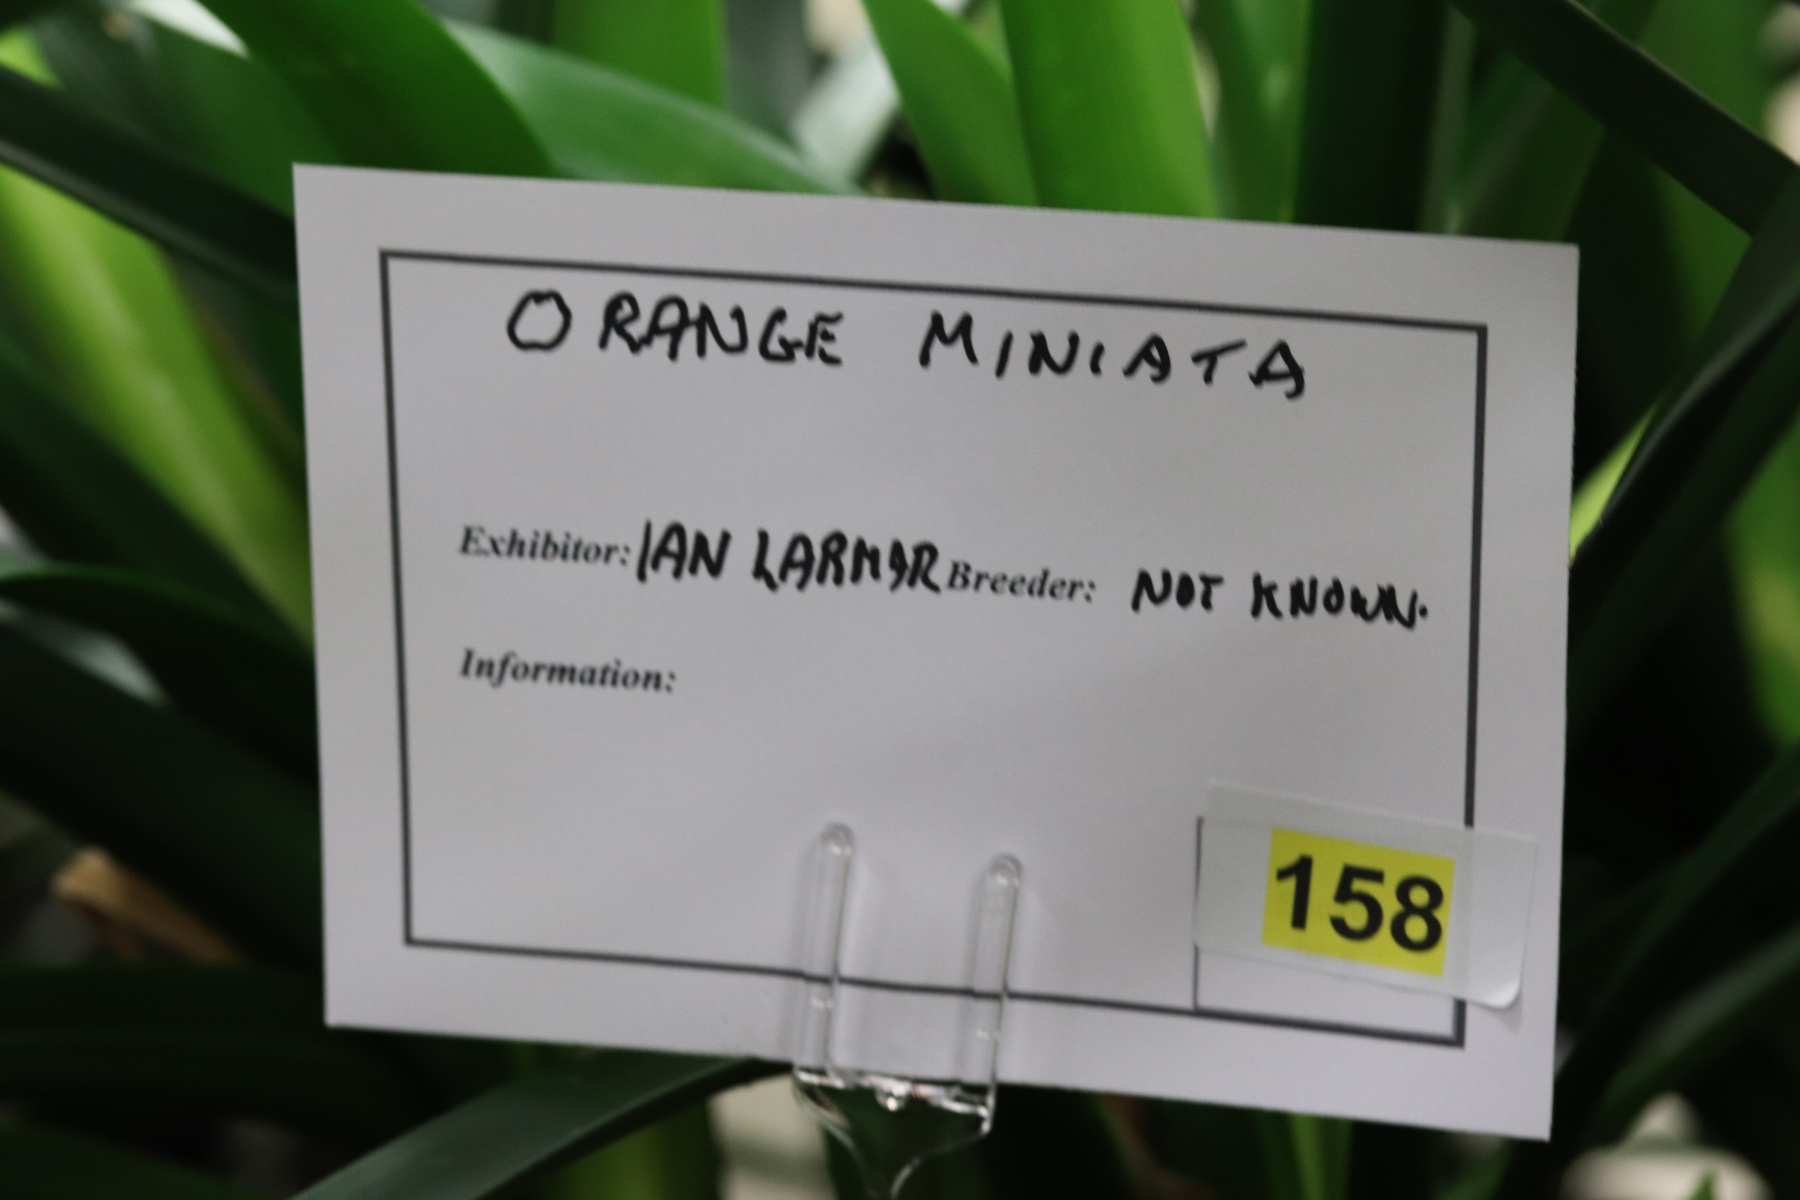 ORANGE MINIATA
Exhibitor: IAN LARMAR Breeder: NOT KNOWN.
Information:
158